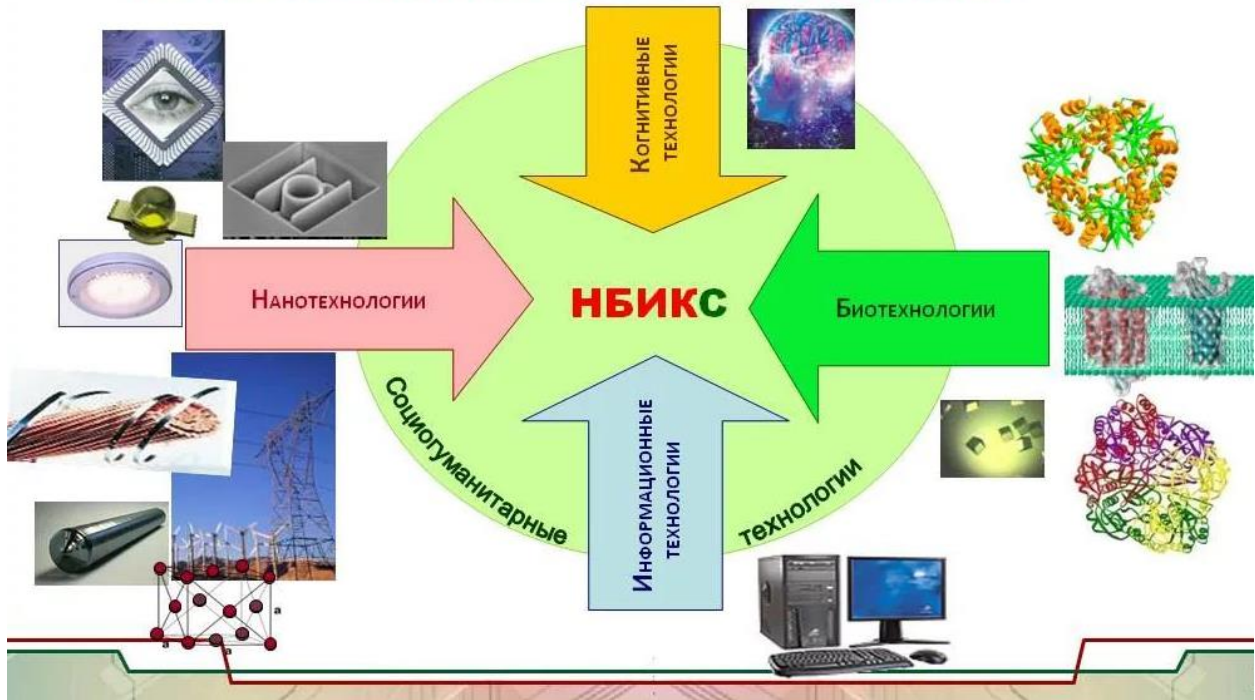 Когнитивные
технологии
Нанотехнологии
НБИКС
Биотехнологии
Социогуманитарные
технологии
Информационные
технологии
a
a
a